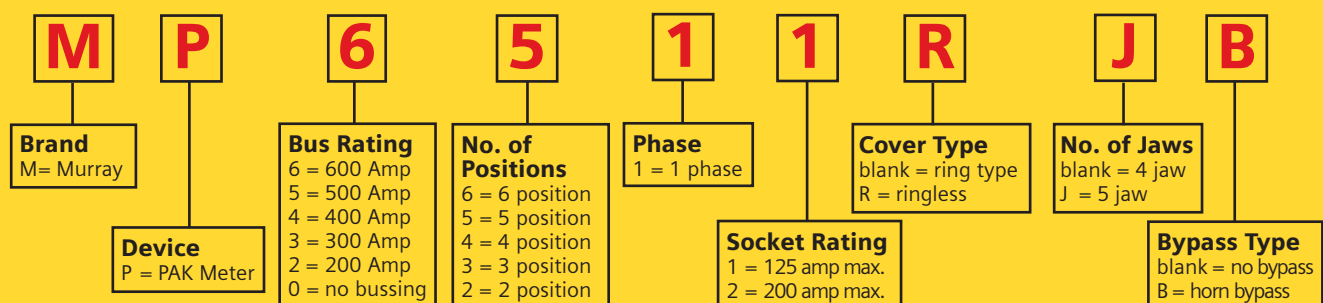 M P 6 5 1 1 R J B
Brand
M= Murray
Device
P = PAK Meter
Bus Rating
6 = 600 Amp
5 = 500 Amp
4 = 400 Amp
3 = 300 Amp
2 = 200 Amp
0 = no bussing
No. of
Positions
6 = 6 position
5 = 5 position
4 = 4 position
3 = 3 position
2 = 2 position
Phase
1 = 1 phase
Socket Rating
1 = 125 amp max.
2 = 200 amp max.
Cover Type
blank = ring type
R = ringless
No. of Jaws
blank = 4 jaw
J = 5 jaw
Bypass Type
blank = no bypass
B = horn bypass